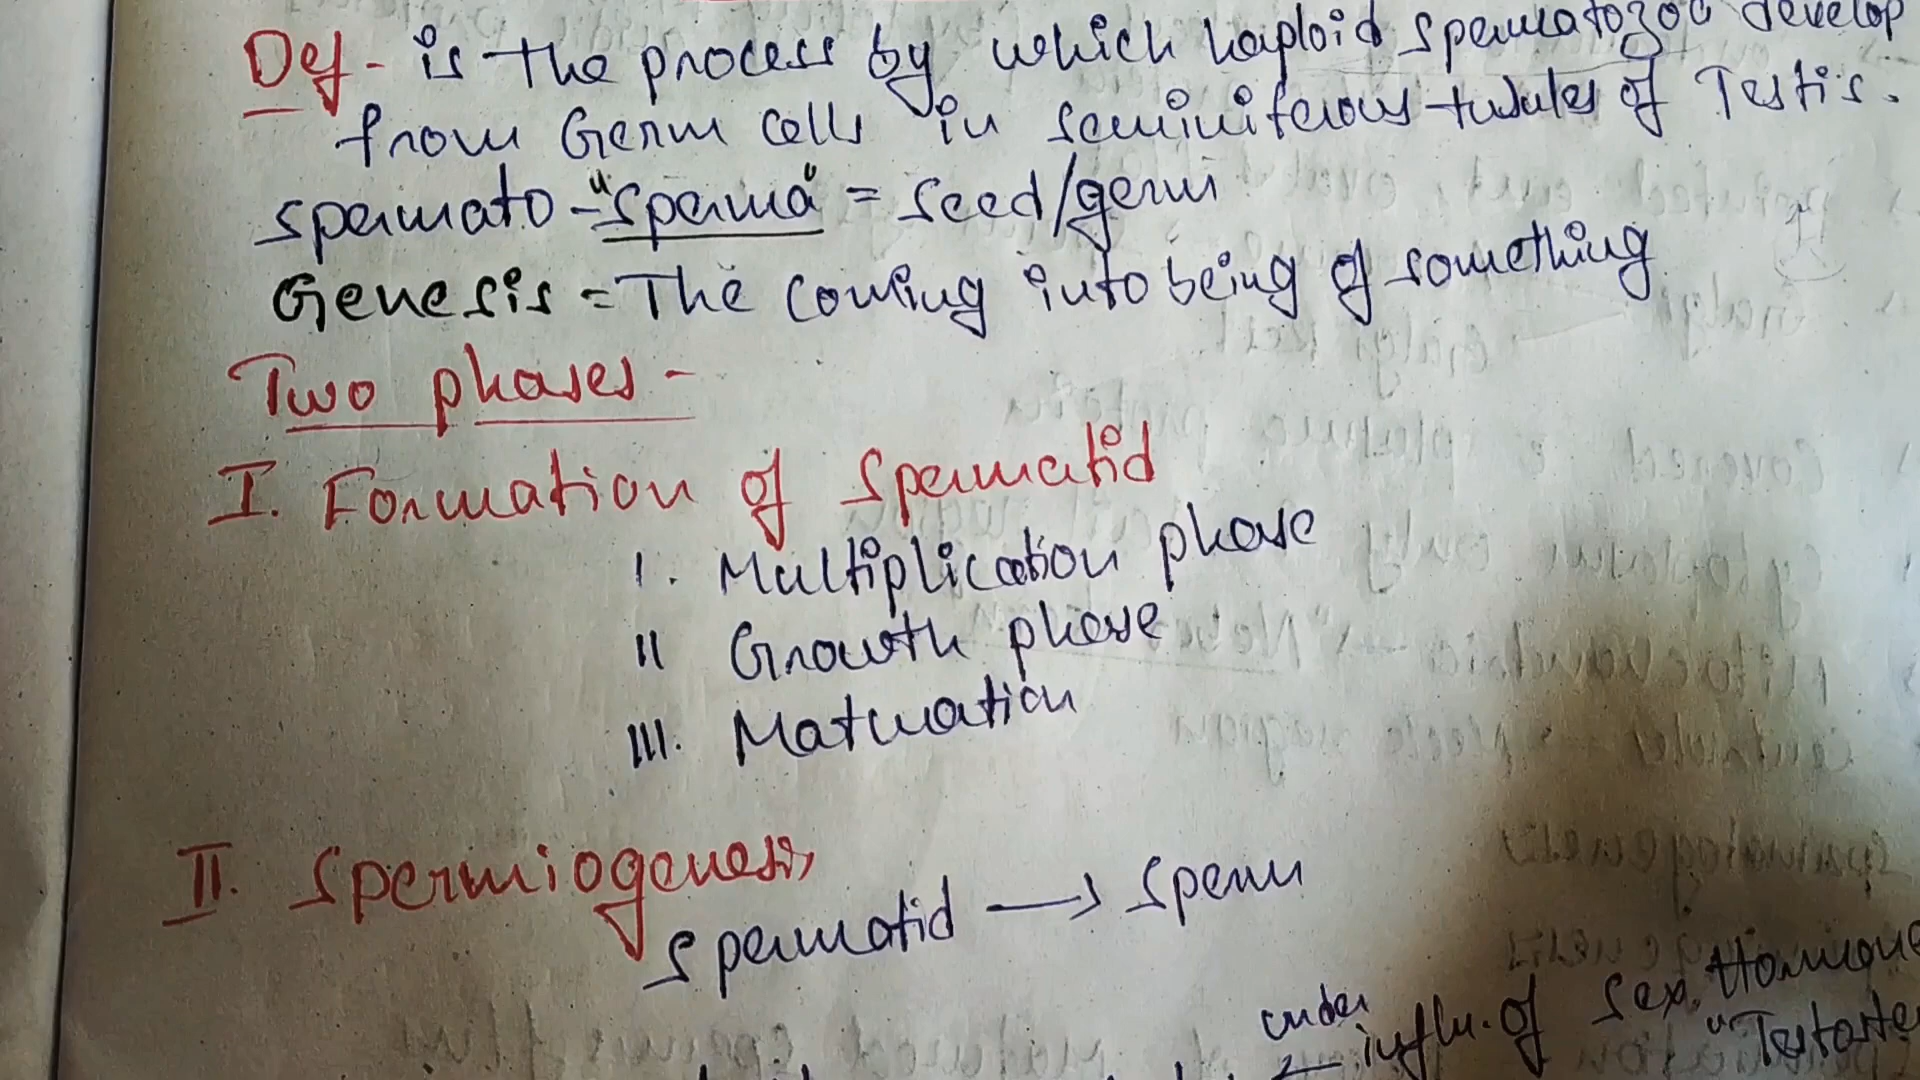 Def - is the process by which haploid spermatozoa develop
from Germ cells in seminiferous tubules of Testis.
spermato - "sperma" = seed/germ
Genesis = The coming into being of something
Two phases -
I. Formation of Spermatid
I. Multiplication phase
II Growth phase
III. Maturation
II. Spermiogenesis
Spermatid → Sperm
under
influ. of Sex. Hormone
"Testoste